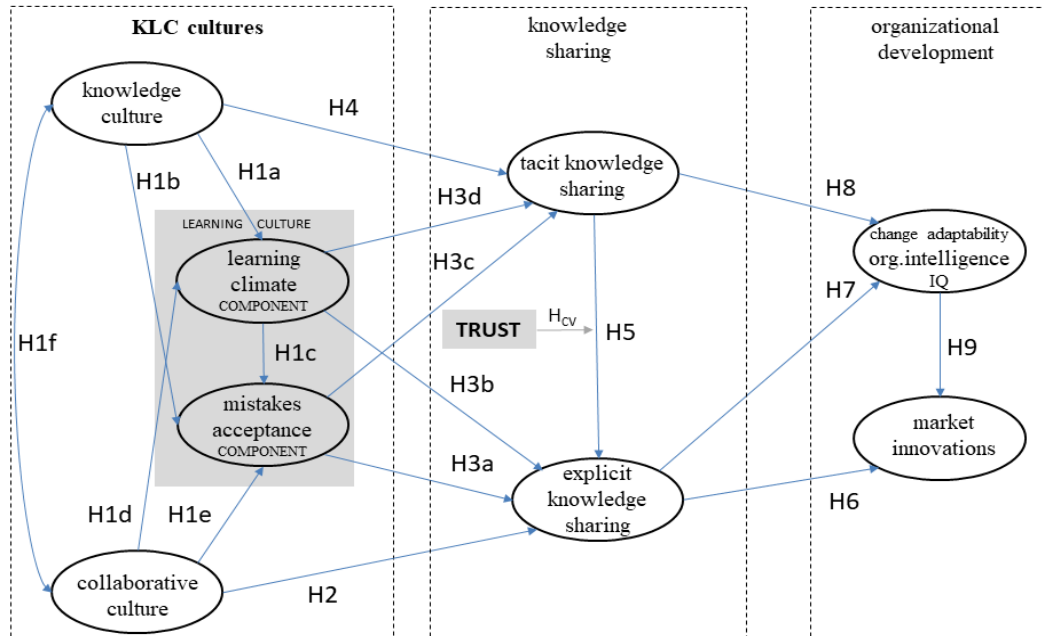 KLC cultures
knowledge
sharing
organizational
development
knowledge
culture
H4
H1b
H1a
LEARNING CULTURE
learning
climate
COMPONENT
H1c
mistakes
acceptance
COMPONENT
H1f
H1d
H1e
collaborative
culture
H2
tacit knowledge
sharing
H3d
H3c
TRUST
HCV
H5
H3b
H3a
explicit
knowledge
sharing
H8
change adaptability
org.intelligence
IQ
H7
H9
market
innovations
H6